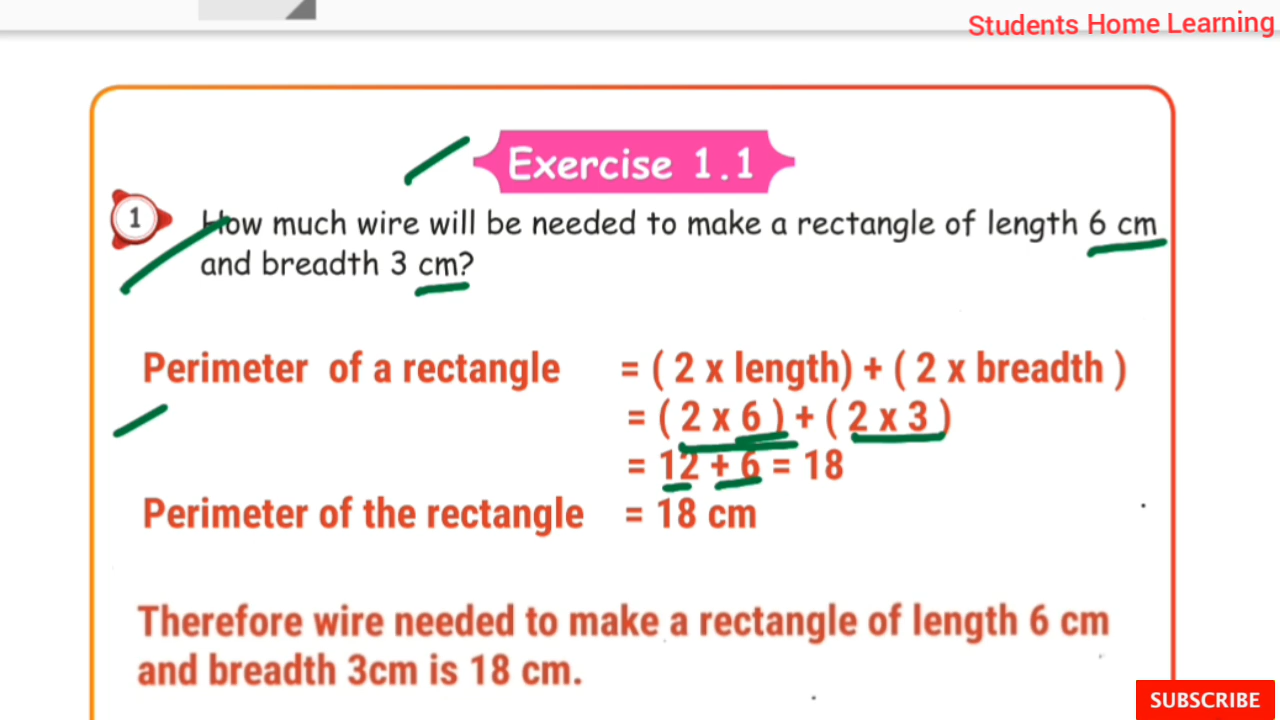 Students Home Learning
Exercise 1.1
1 How much wire will be needed to make a rectangle of length 6 cm
and breadth 3 cm?
Perimeter of a rectangle = ( 2 x length) + ( 2 x breadth )
= ( 2 x 6 ) + ( 2 x 3 )
= 12 + 6 = 18
Perimeter of the rectangle = 18 cm
Therefore wire needed to make a rectangle of length 6 cm
and breadth 3cm is 18 cm.
SUBSCRIBE